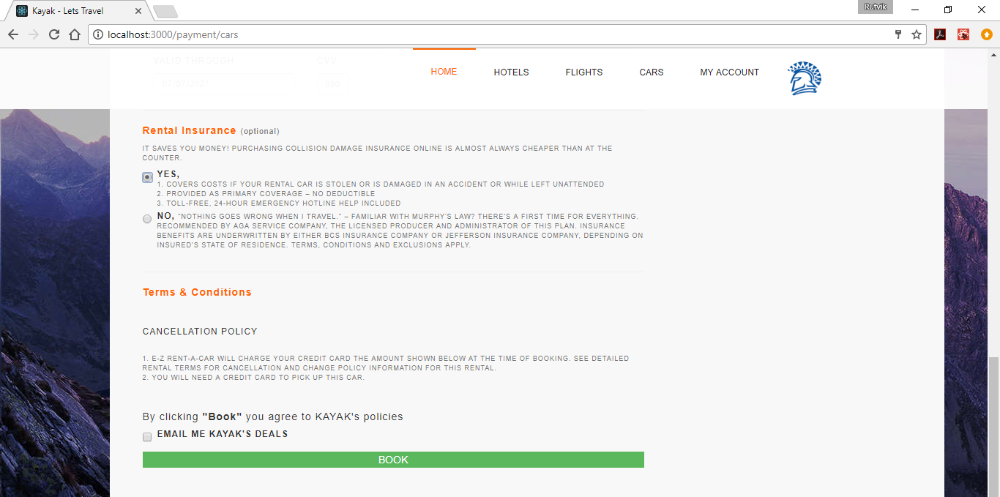 Kayak - Lets Travel
Rutvik
localhost:3000/payment/cars
VALID THROUGH CVV
07/07/2027
HOME HOTELS FLIGHTS CARS MY ACCOUNT
Rental Insurance (optional)
IT SAVES YOU MONEY! PURCHASING COLLISION DAMAGE INSURANCE ONLINE IS ALMOST ALWAYS CHEAPER THAN AT THE
COUNTER.
YES,
1. COVERS COSTS IF YOUR RENTAL CAR IS STOLEN OR IS DAMAGED IN AN ACCIDENT OR WHILE LEFT UNATTENDED
2. PROVIDED AS PRIMARY COVERAGE – NO DEDUCTIBLE
3. TOLL-FREE, 24-HOUR EMERGENCY HOTLINE HELP INCLUDED
NO, "NOTHING GOES WRONG WHEN I TRAVEL." – FAMILIAR WITH MURPHY'S LAW? THERE'S A FIRST TIME FOR EVERYTHING.
RECOMMENDED BY AGA SERVICE COMPANY, THE LICENSED PRODUCER AND ADMINISTRATOR OF THIS PLAN. INSURANCE
BENEFITS ARE UNDERWRITTEN BY EITHER BCS INSURANCE COMPANY OR JEFFERSON INSURANCE COMPANY, DEPENDING ON
INSURED'S STATE OF RESIDENCE. TERMS, CONDITIONS AND EXCLUSIONS APPLY.
Terms & Conditions
CANCELLATION POLICY
1. E-Z RENT-A-CAR WILL CHARGE YOUR CREDIT CARD THE AMOUNT SHOWN BELOW AT THE TIME OF BOOKING. SEE DETAILED
RENTAL TERMS FOR CANCELLATION AND CHANGE POLICY INFORMATION FOR THIS RENTAL.
2. YOU WILL NEED A CREDIT CARD TO PICK UP THIS CAR.
By clicking "Book" you agree to KAYAK's policies
EMAIL ME KAYAK'S DEALS
BOOK